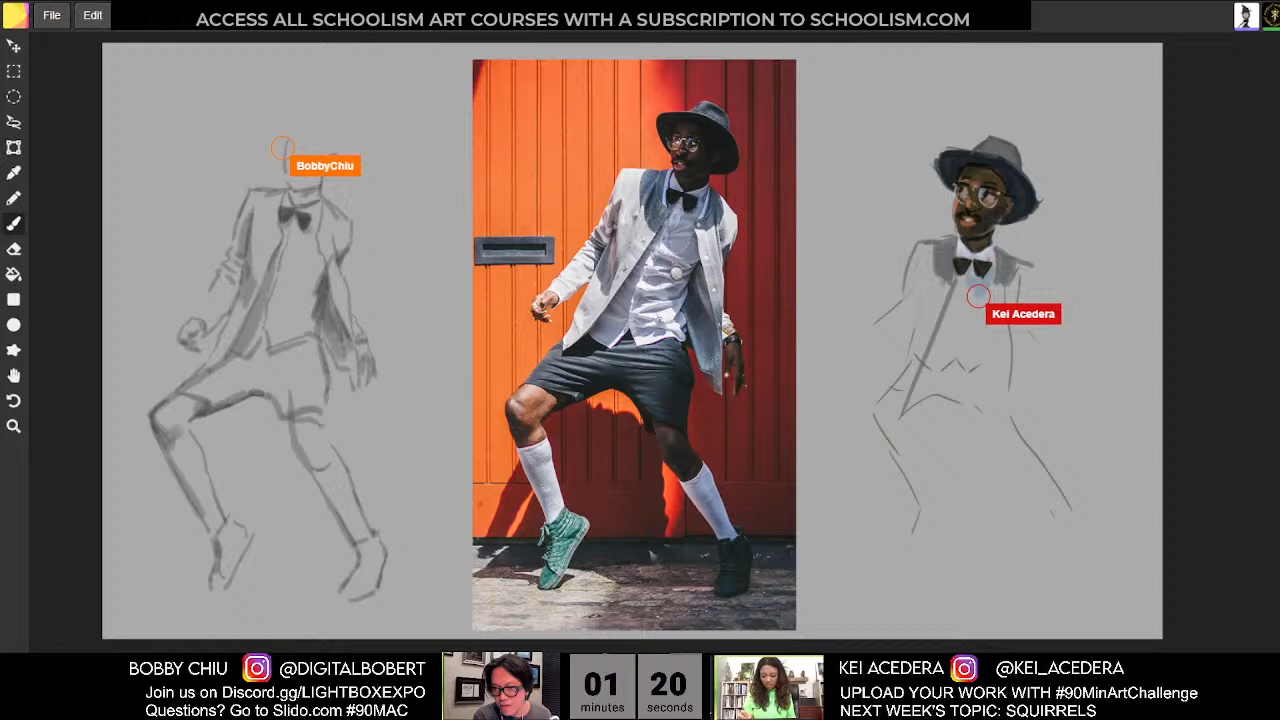 ACCESS ALL SCHOOLISM ART COURSES WITH A SUBSCRIPTION TO SCHOOLISM.COM
File
Edit
BobbyChiu
Kei Acedera
BOBBY CHIU @DIGITALBOBERT
Join us on Discord.gg/LIGHTBOXEXPO
Questions? Go to Slido.com #90MAC
01
minutes
20
seconds
KEI ACEDERA @KEI_ACEDERA
UPLOAD YOUR WORK WITH #90MinArtChallenge
NEXT WEEK'S TOPIC: SQUIRRELS